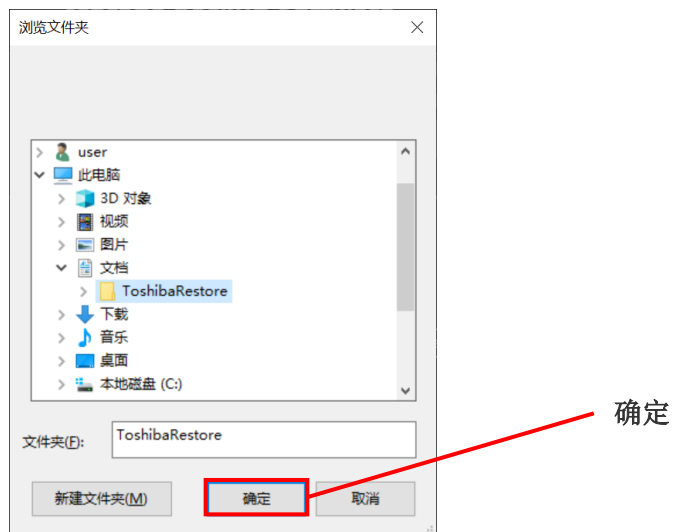 浏览文件夹
user
此电脑
3D 对象
视频
图片
文档
ToshibaRestore
下载
音乐
桌面
本地磁盘 (C:)
确定
文件夹(F): ToshibaRestore
新建文件夹(M) 确定 取消